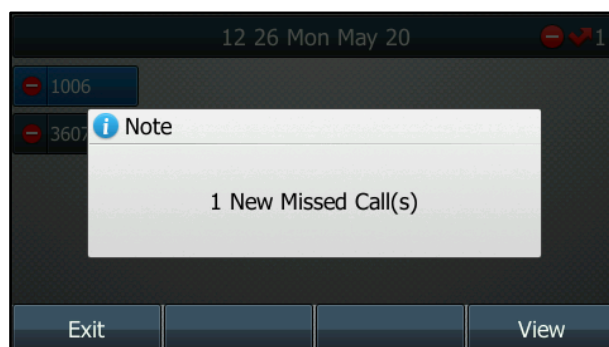 12 26 Mon May 20
1
1006
3607
Note
1 New Missed Call(s)
Exit
View